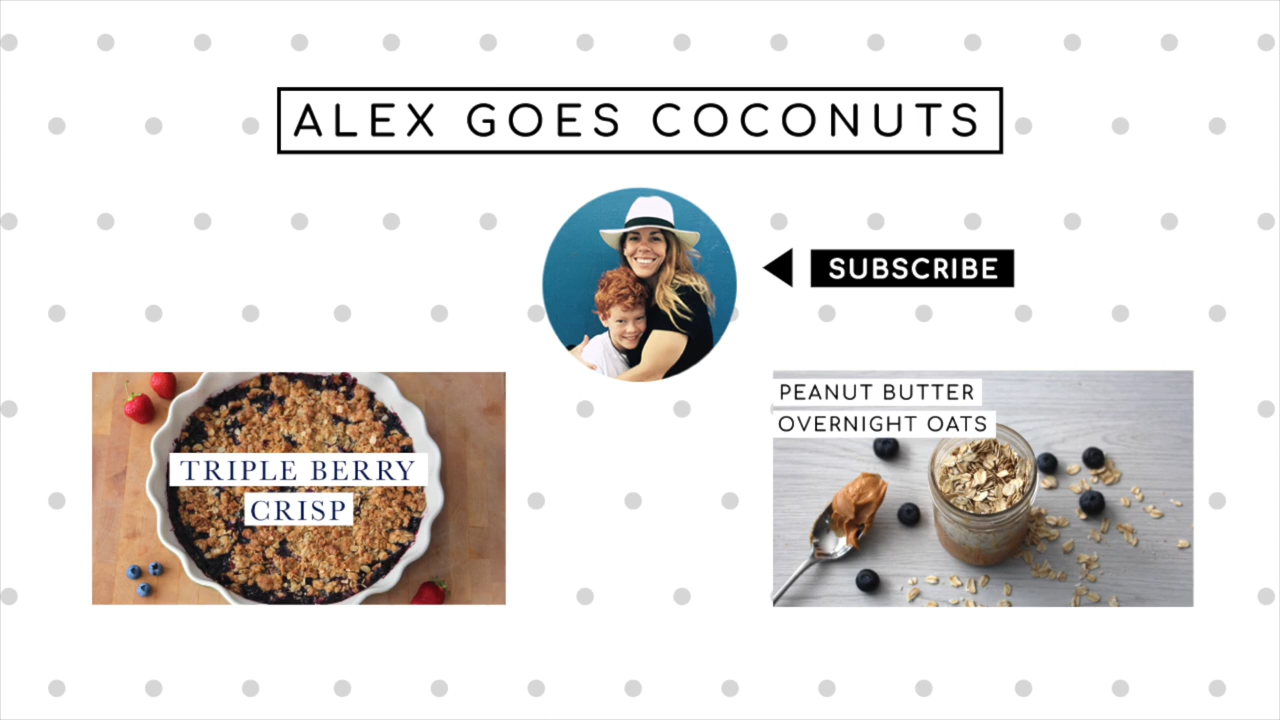 ALEX GOES COCONUTS
SUBSCRIBE
TRIPLE BERRY
CRISP
PEANUT BUTTER
OVERNIGHT OATS